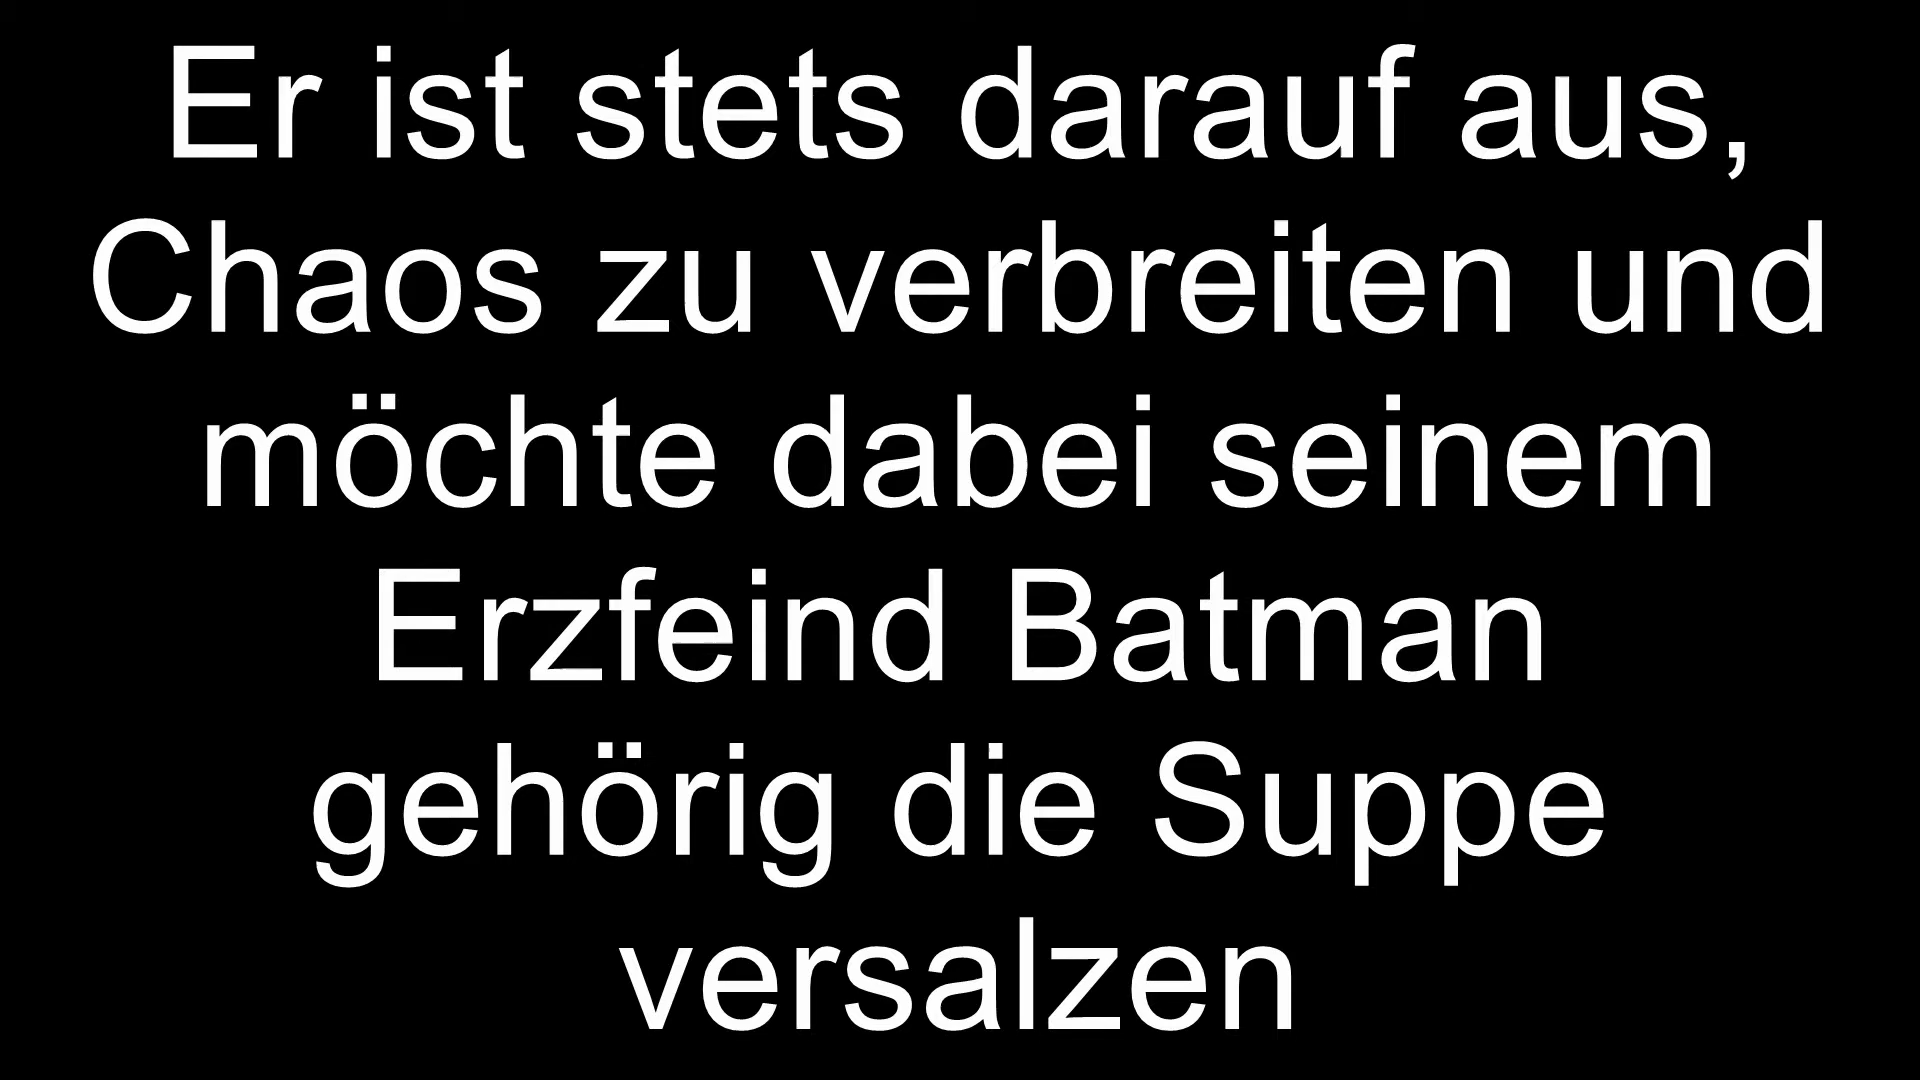 Er ist stets darauf aus,
Chaos zu verbreiten und
möchte dabei seinem
Erzfeind Batman
gehörig die Suppe
versalzen